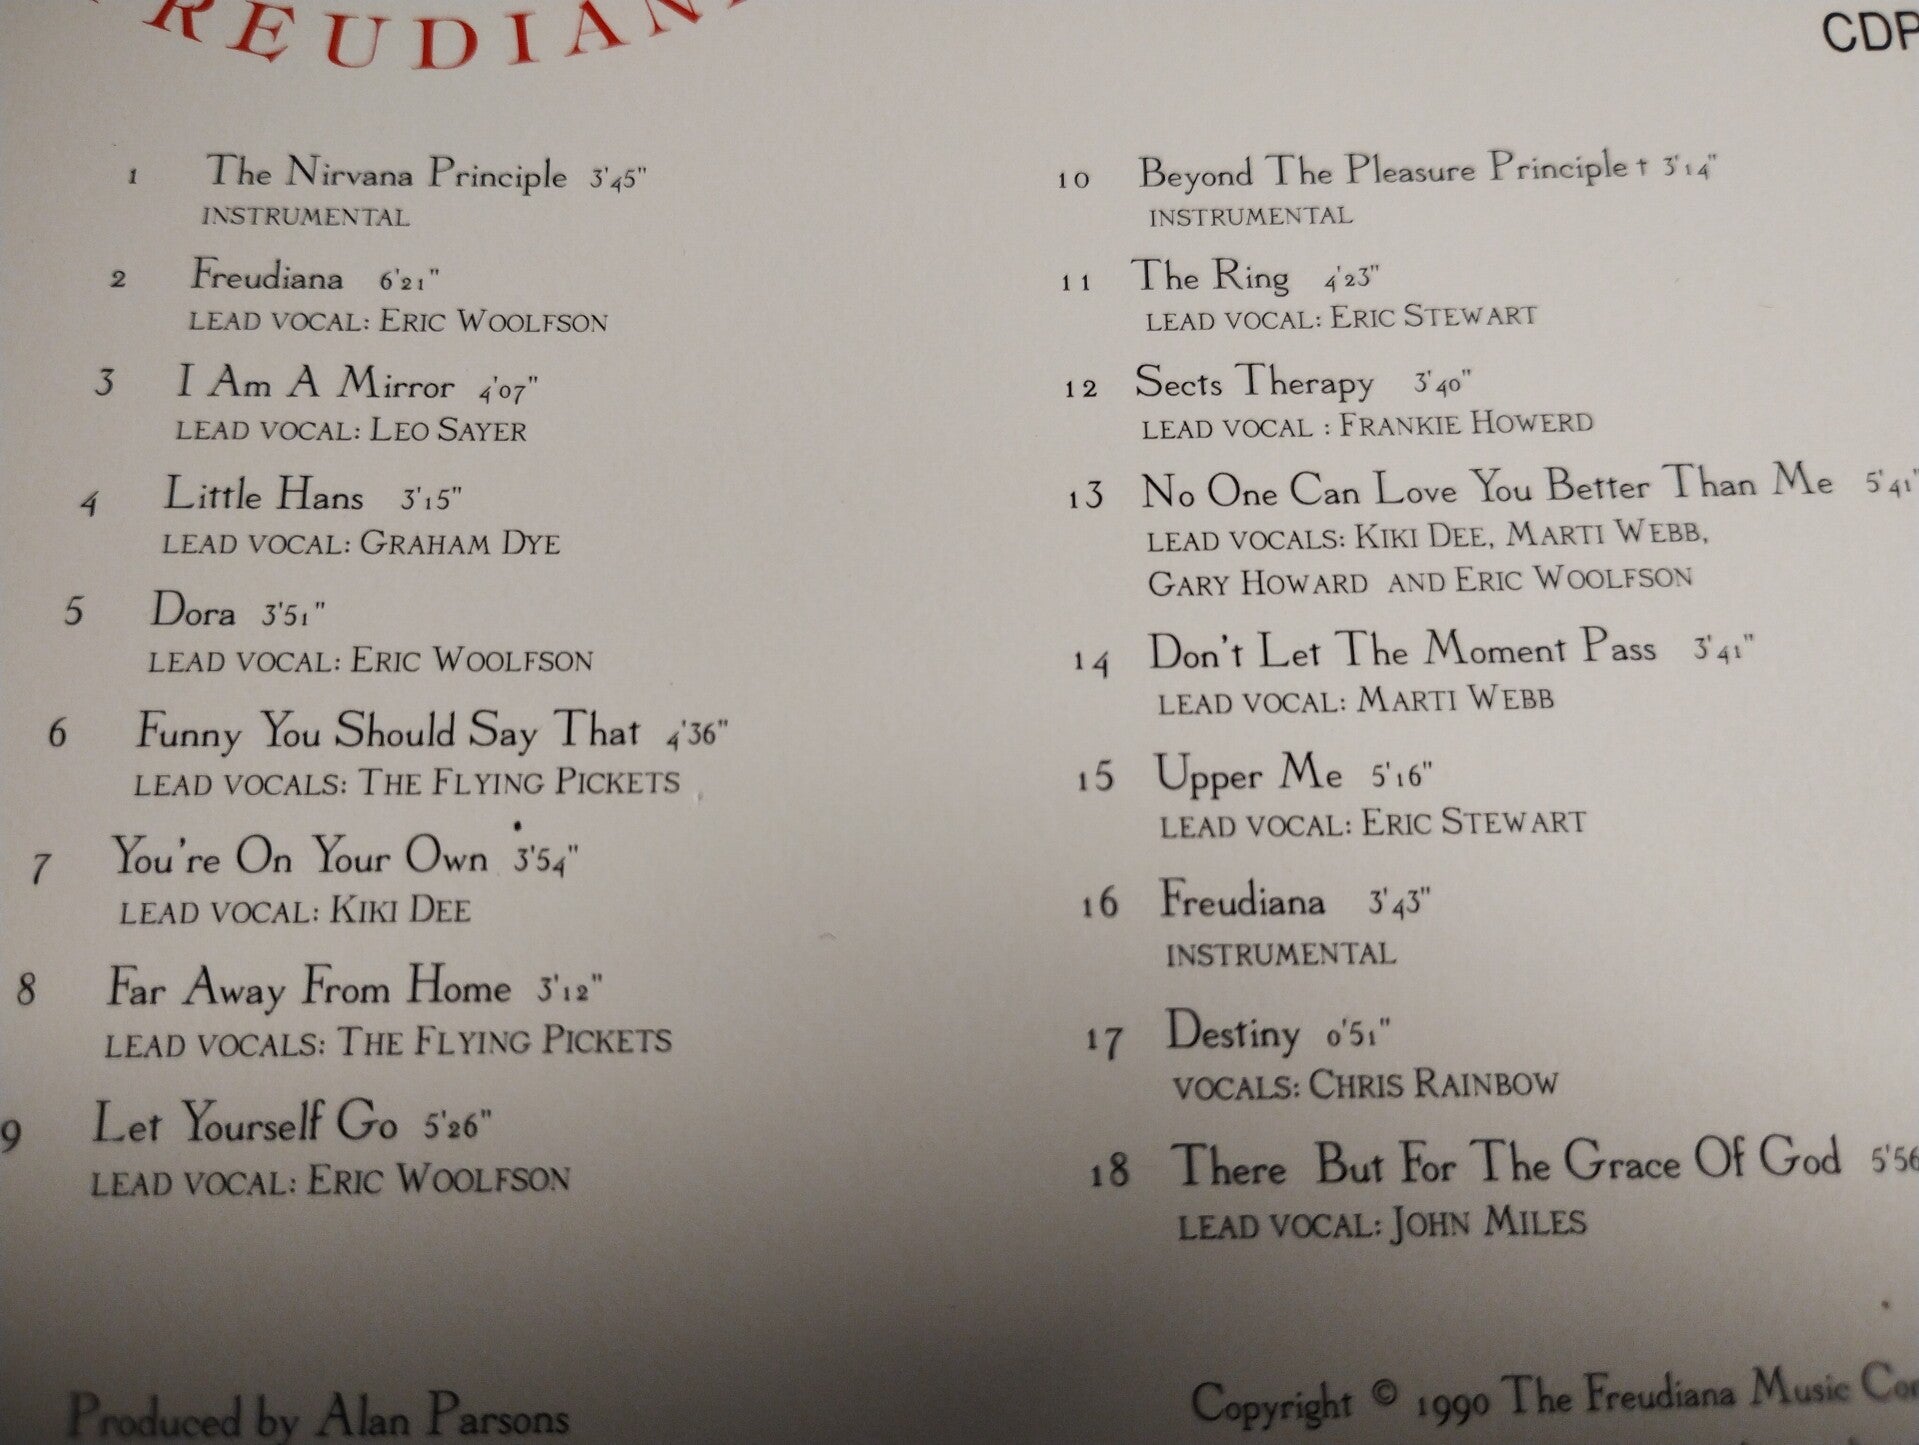 REUDIAN
CDP
1 The Nirvana Principle 3'45"
INSTRUMENTAL
2 Freudiana 6'21"
LEAD VOCAL: ERIC WOOLFSON
3 I Am A Mirror 4'07"
LEAD VOCAL: LEO SAYER
4 Little Hans 3'15"
LEAD VOCAL: GRAHAM DYE
5 Dora 3'51"
LEAD VOCAL: ERIC WOOLFSON
6 Funny You Should Say That 4'36"
LEAD VOCALS: THE FLYING PICKETS
7 You're On Your Own 3'54"
LEAD VOCAL: KIKI DEE
8 Far Away From Home 3'12"
LEAD VOCALS: THE FLYING PICKETS
9 Let Yourself Go 5'26"
LEAD VOCAL: ERIC WOOLFSON
10 Beyond The Pleasure Principle † 3'14"
INSTRUMENTAL
11 The Ring 4'23"
LEAD VOCAL: ERIC STEWART
12 Sects Therapy 3'40"
LEAD VOCAL : FRANKIE HOWERD
13 No One Can Love You Better Than Me 5'41"
LEAD VOCALS: KIKI DEE, MARTI WEBB,
GARY HOWARD AND ERIC WOOLFSON
14 Don't Let The Moment Pass 3'41"
LEAD VOCAL: MARTI WEBB
15 Upper Me 5'16"
LEAD VOCAL: ERIC STEWART
16 Freudiana 3'43"
INSTRUMENTAL
17 Destiny 0'51"
VOCALS: CHRIS RAINBOW
18 There But For The Grace Of God 5'56
LEAD VOCAL: JOHN MILES
Produced by Alan Parsons
Copyright © 1990 The Freudiana Music Co